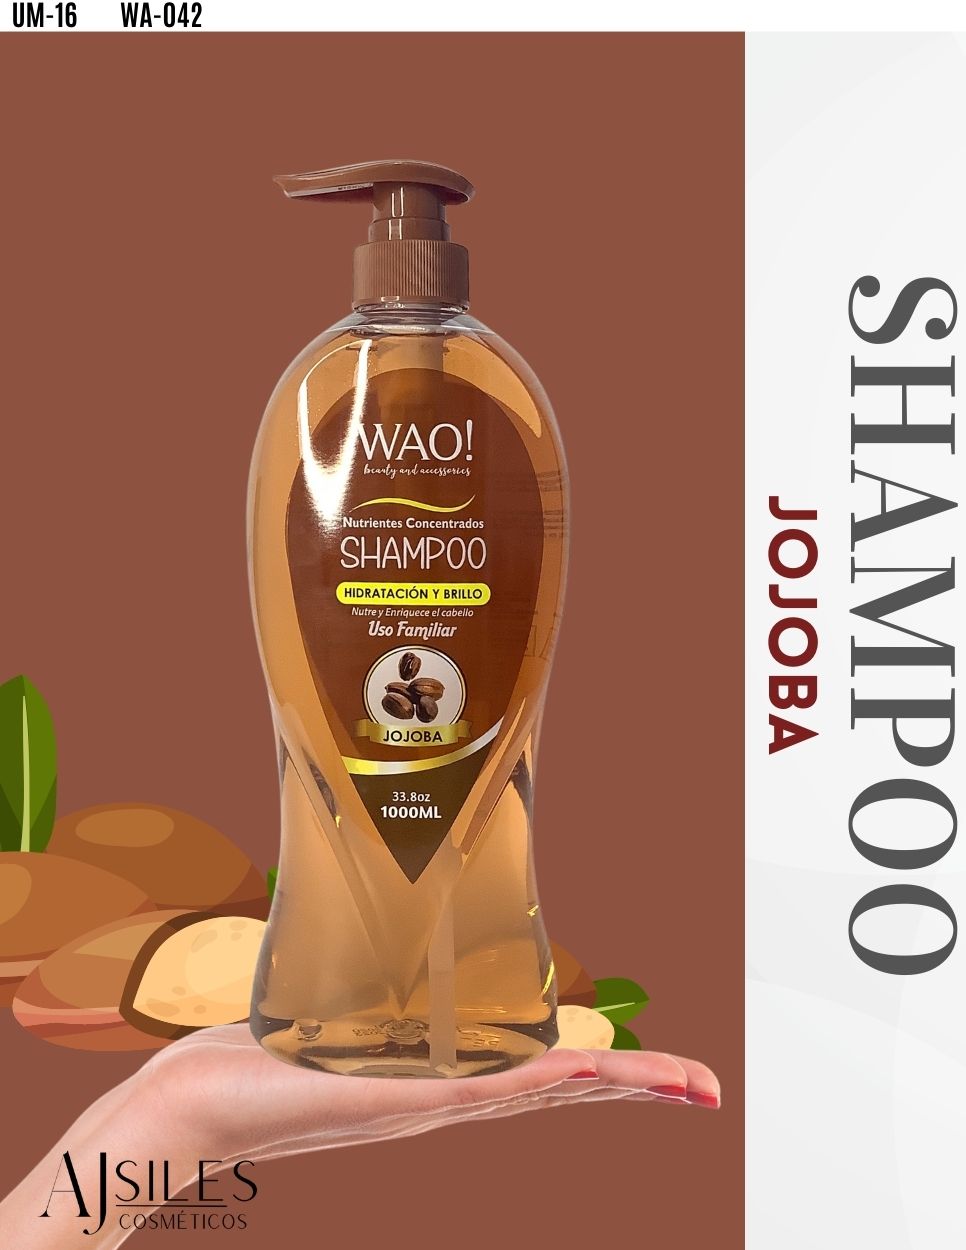 UM-16 WA-042
WAO!
beauty and accessories
Nutrientes Concentrados
SHAMPOO
HIDRATACIÓN Y BRILLO
Nutre y Enriquece el cabello
Uso Familiar
JOJOBA
33.8oz
1000ML
SHAMPOO
JOJOBA
AJSILES
COSMÉTICOS